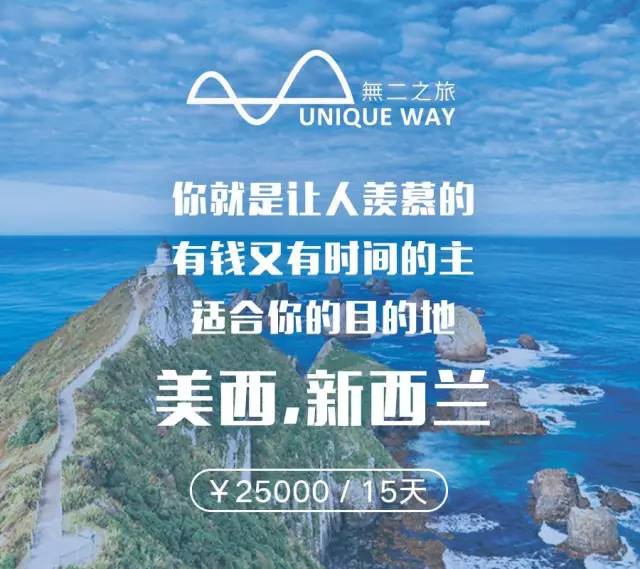 無二之旅
UNIQUE WAY
你就是让人羡慕的
有钱又有时间的主
适合你的目的地
美西,新西兰
￥25000 / 15天